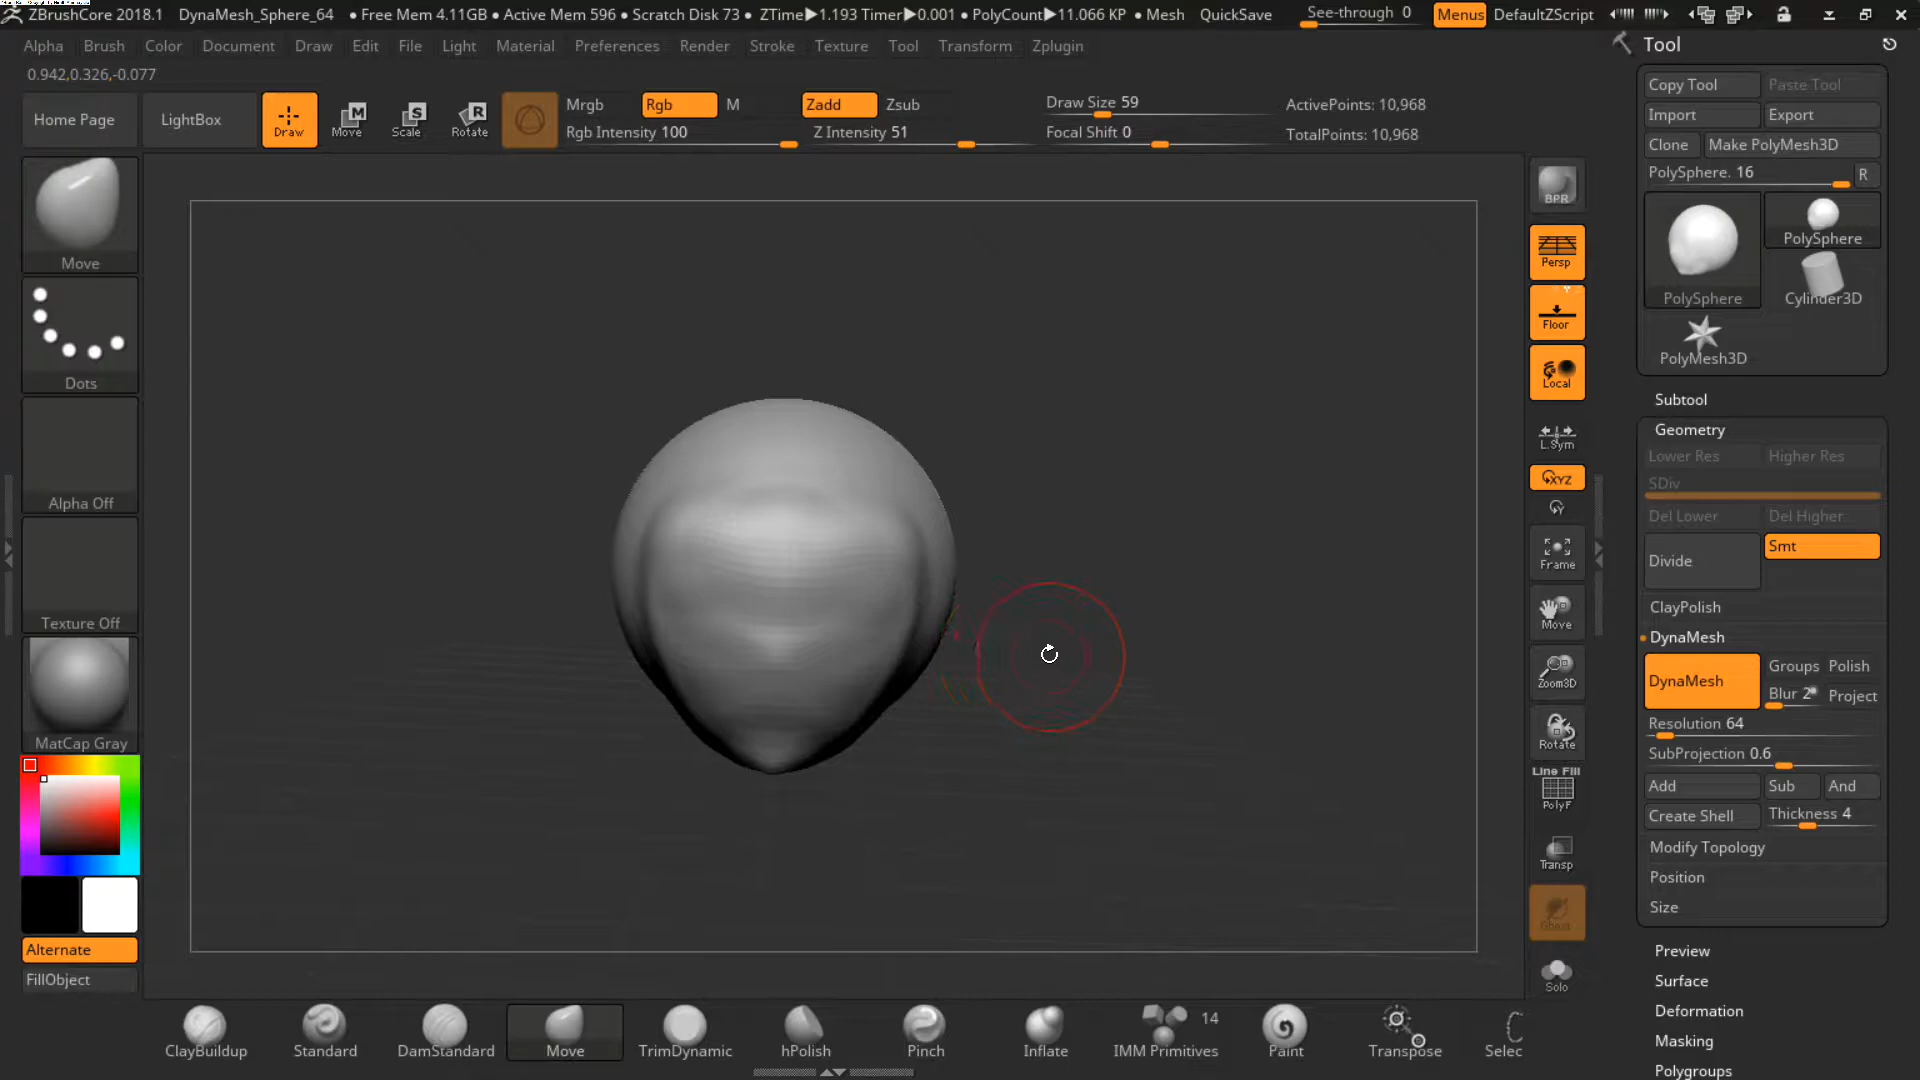 ZBrushCore 2018.1 DynaMesh_Sphere_64 • Free Mem 4.11GB • Active Mem 596 • Scratch Disk 73 • ZTime▶1.193 Timer▶0.001 • PolyCount▶11.066 KP • Mesh QuickSave See-through 0 Menus DefaultZScript
Alpha Brush Color Document Draw Edit File Light Material Preferences Render Stroke Texture Tool Transform Zplugin
0.942,0.326,-0.077
Home Page LightBox Draw Move Scale Rotate
M S R
Mrgb Rgb M Zadd Zsub Draw Size 59 ActivePoints: 10,968
Rgb Intensity 100 Z Intensity 51 Focal Shift 0 TotalPoints: 10,968
Move
Dots
Alpha Off
Texture Off
MatCap Gray
Alternate
FillObject
BPR
Persp
Floor
Local
L.Sym
XYZ
Y
Frame
Move
Zoom3D
Rotate
Line Fill
PolyF
Transp
Ghost
Solo
Tool
Copy Tool Paste Tool
Import Export
Clone Make PolyMesh3D
PolySphere. 16 R
PolySphere
PolySphere Cylinder3D
PolyMesh3D
Subtool
Geometry
Lower Res Higher Res
SDiv
Del Lower Del Higher
Divide Smt
ClayPolish
DynaMesh
DynaMesh Groups Polish
Blur 2 Project
Resolution 64
SubProjection 0.6
Add Sub And
Create Shell Thickness 4
Modify Topology
Position
Size
Preview
Surface
Deformation
Masking
Polygroups
ClayBuildup Standard DamStandard Move TrimDynamic hPolish Pinch Inflate IMM Primitives 14 Paint Transpose Selec